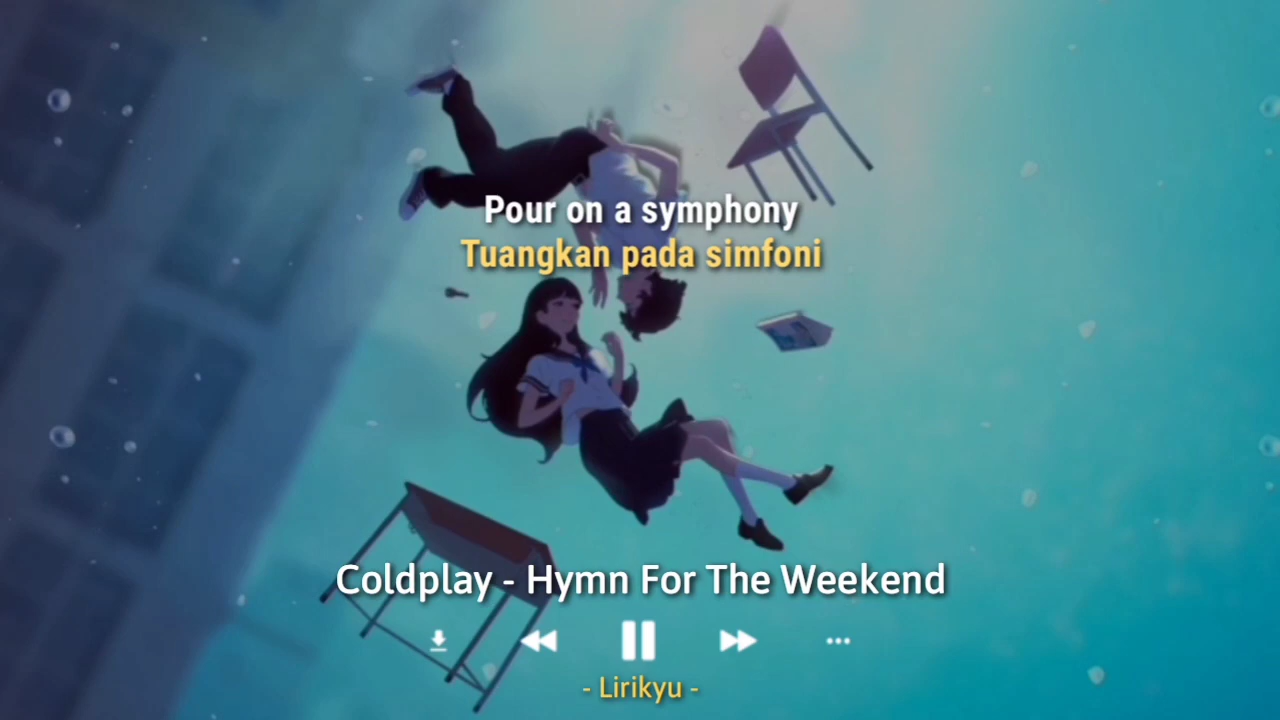 Pour on a symphony
Tuangkan pada simfoni
Coldplay - Hymn For The Weekend
- Lirikyu -